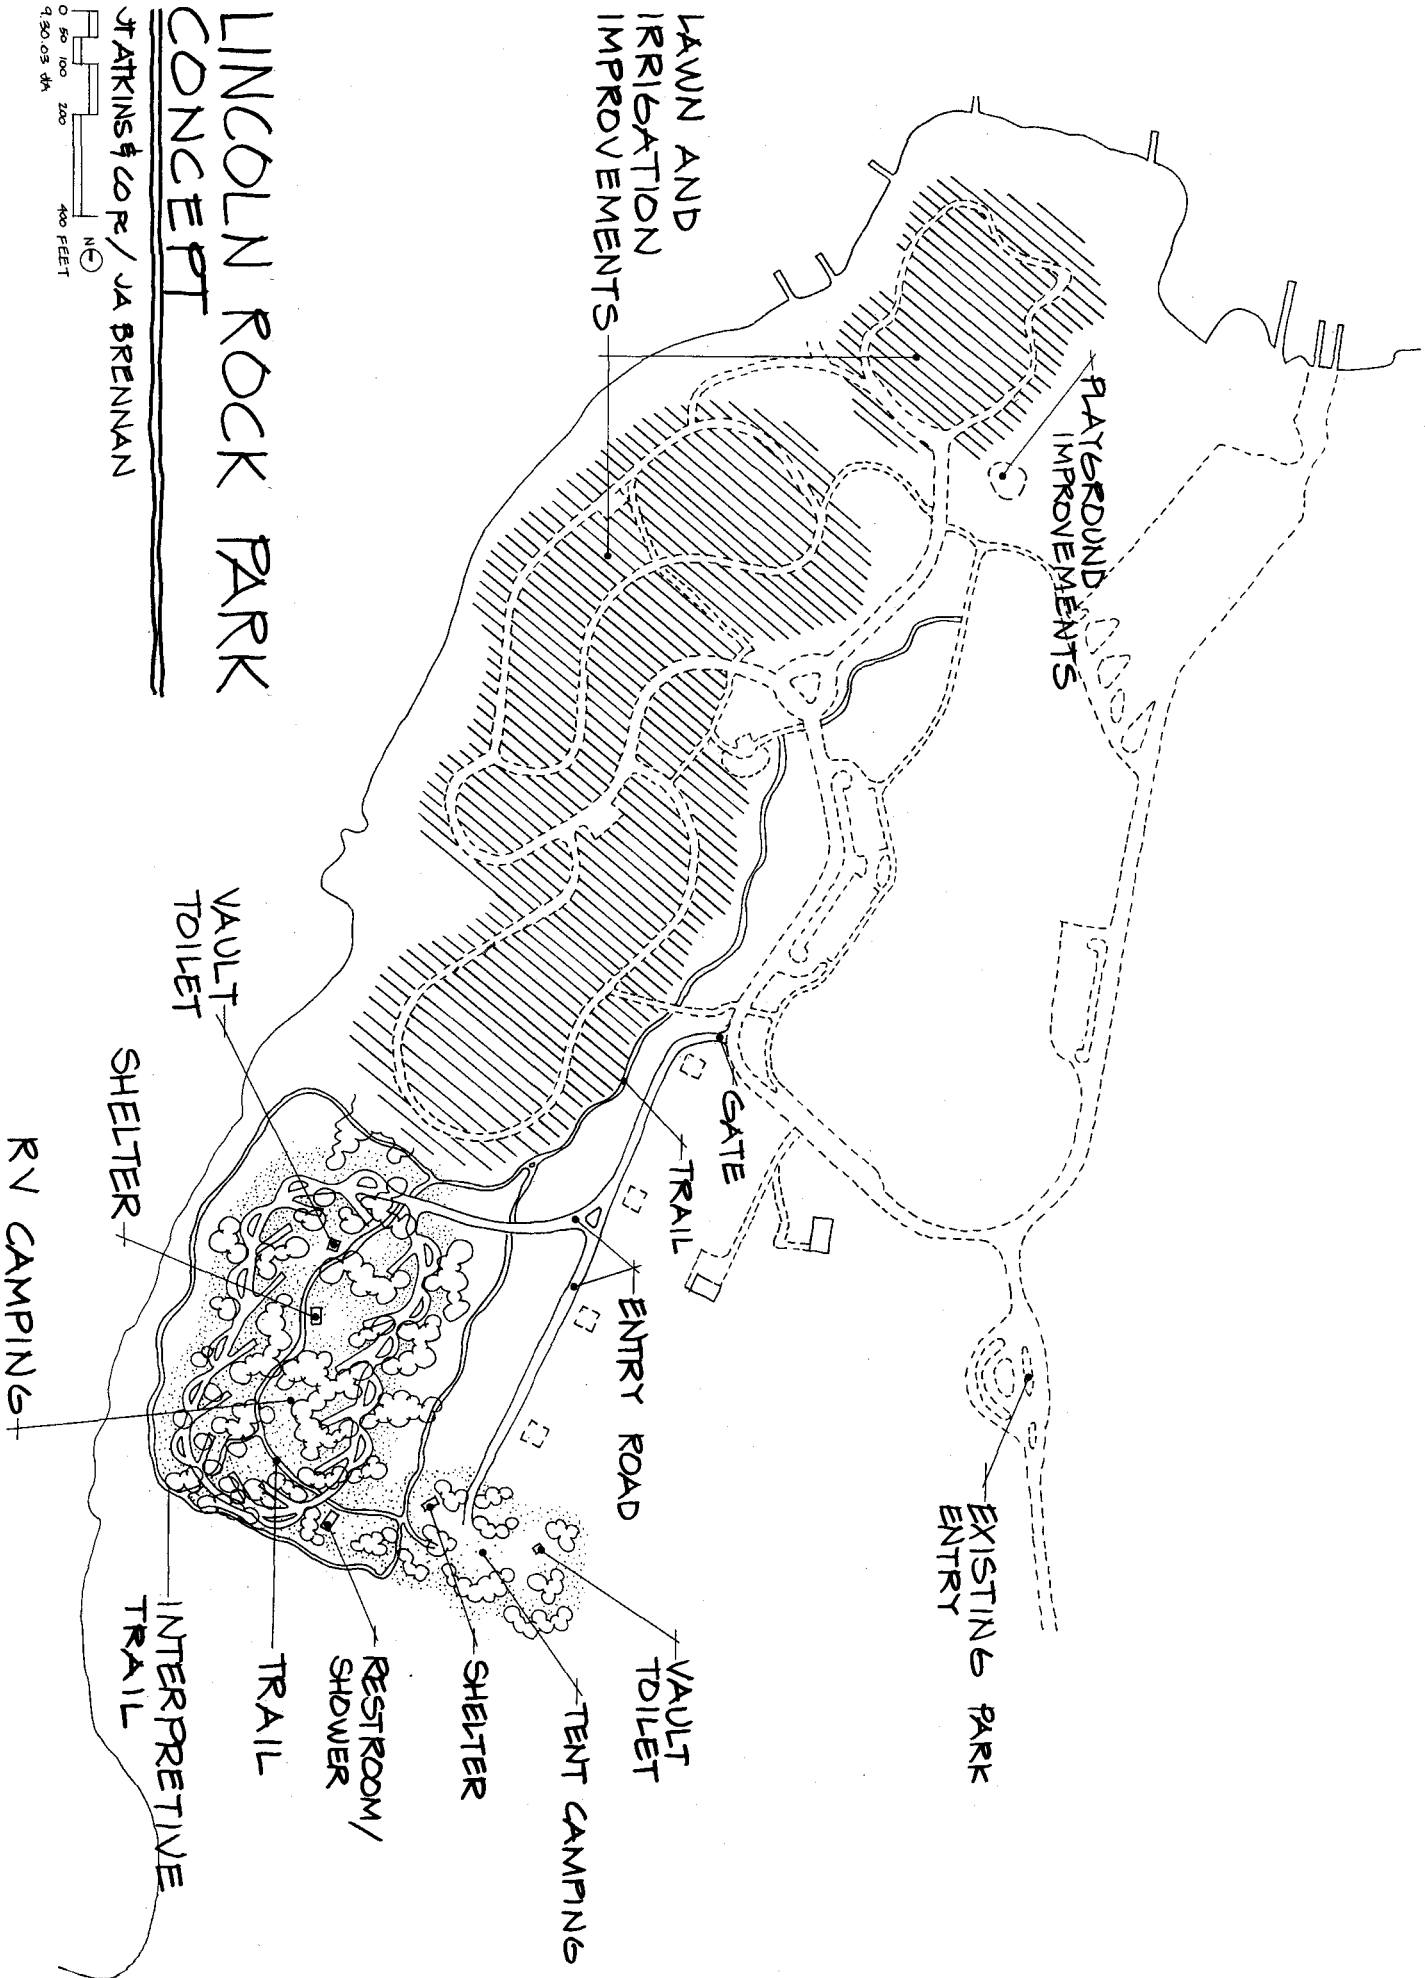 LAWN AND
IRRIGATION
IMPROVEMENTS
PLAYGROUND
IMPROVEMENTS
LINCOLN ROCK PARK
CONCEPT
JT ATKINS & CO PC / JA BRENNAN
0 50 100 200 400 FEET
N
9.30.03
VAULT
TOILET
SHELTER
RV CAMPING
GATE
TRAIL
ENTRY ROAD
EXISTING PARK
ENTRY
VAULT
TOILET
TENT CAMPING
SHELTER
RESTROOM/
SHOWER
TRAIL
INTERPRETIVE
TRAIL